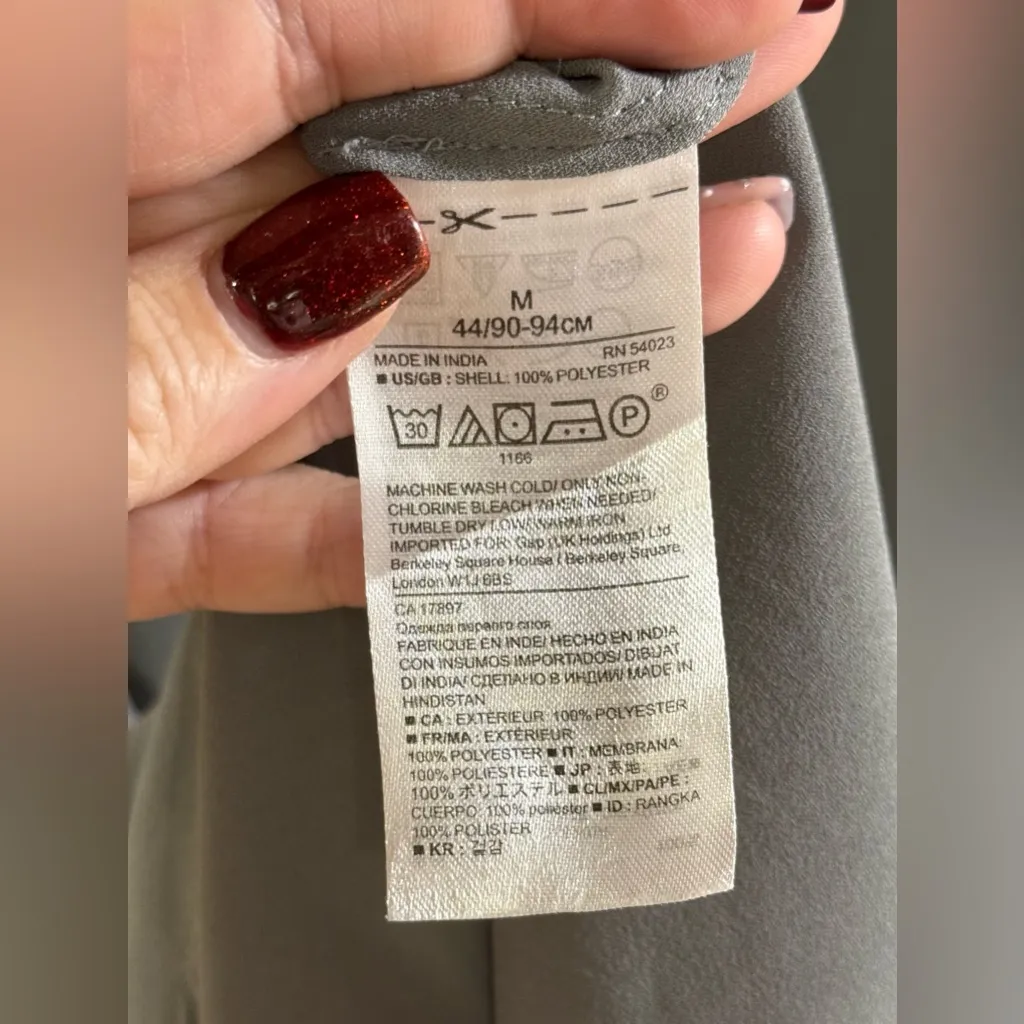 M
44/90-94CM
MADE IN INDIA RN 54023
■ US/GB : SHELL: 100% POLYESTER
30 P ®
1166
MACHINE WASH COLD/ ONLY NON-
CHLORINE BLEACH WHEN NEEDED/
TUMBLE DRY LOW/ WARM IRON
IMPORTED FOR: Gap (UK Holdings) Ltd
Berkeley Square House ( Berkeley Square,
London W1J 6BS
CA 17897
Одежда первого слоя
FABRIQUE EN INDE/ HECHO EN INDIA
CON INSUMOS IMPORTADOS/ DIBUAT
DI INDIA/ СДЕЛАНО В ИНДИИ/ MADE IN
HINDISTAN
■ CA : EXTÉRIEUR: 100% POLYESTER
■ FR/MA : EXTÉRIEUR:
100% POLYESTER ■ IT : MEMBRANA:
100% POLIESTERE ■ JP : 表地:
100% ポリエステル ■ CL/MX/PA/PE :
CUERPO: 100% poliéster ■ ID : RANGKA
100% POLISTER
■ KR : 겉감